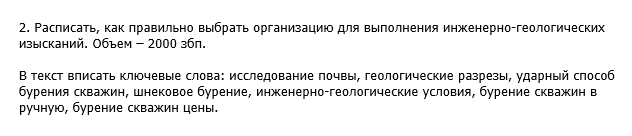 2. Расписать, как правильно выбрать организацию для выполнения инженерно-геологических
изысканий. Объем – 2000 збп.
В текст вписать ключевые слова: исследование почвы, геологические разрезы, ударный способ
бурения скважин, шнековое бурение, инженерно-геологические условия, бурение скважин в
ручную, бурение скважин цены.